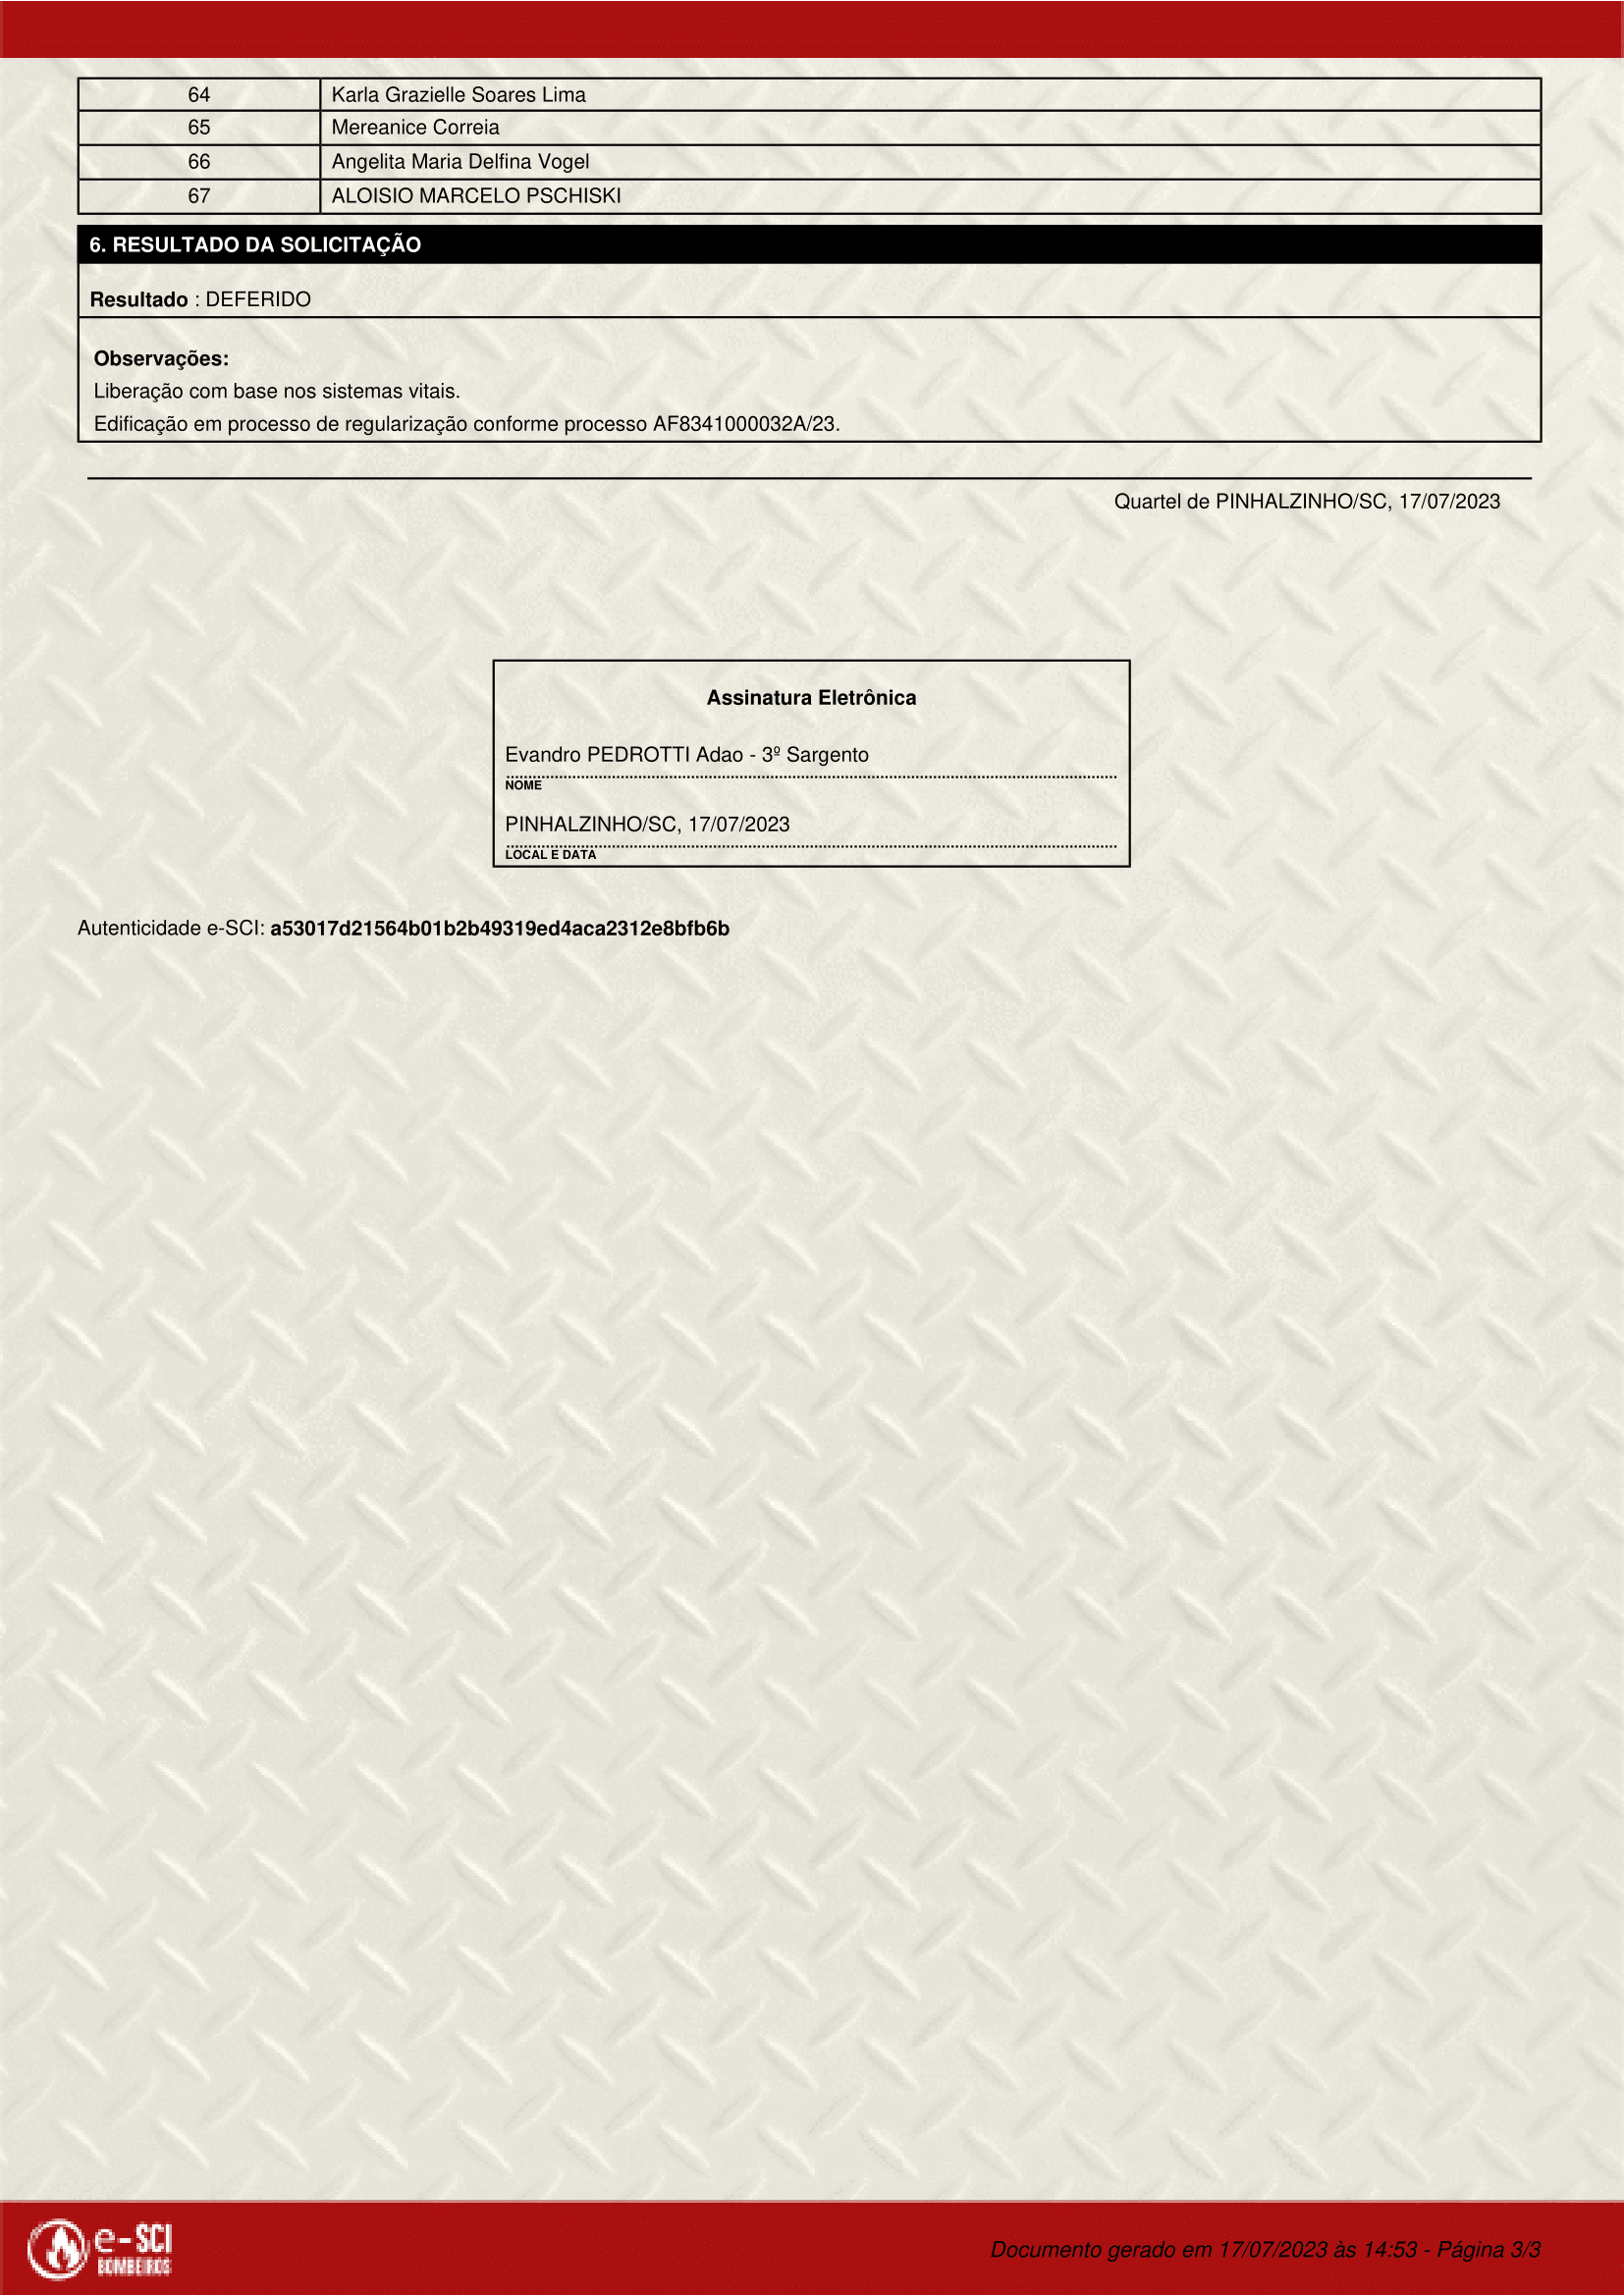 64 Karla Grazielle Soares Lima
65 Mereanice Correia
66 Angelita Maria Delfina Vogel
67 ALOISIO MARCELO PSCHISKI
6. RESULTADO DA SOLICITAÇÃO
Resultado : DEFERIDO
Observações:
Liberação com base nos sistemas vitais.
Edificação em processo de regularização conforme processo AF8341000032A/23.
Quartel de PINHALZINHO/SC, 17/07/2023
Assinatura Eletrônica
Evandro PEDROTTI Adao - 3º Sargento
NOME
PINHALZINHO/SC, 17/07/2023
LOCAL E DATA
Autenticidade e-SCI: a53017d21564b01b2b49319ed4aca2312e8bfb6b
e-SCI
BOMBEIROS
Documento gerado em 17/07/2023 às 14:53 - Página 3/3